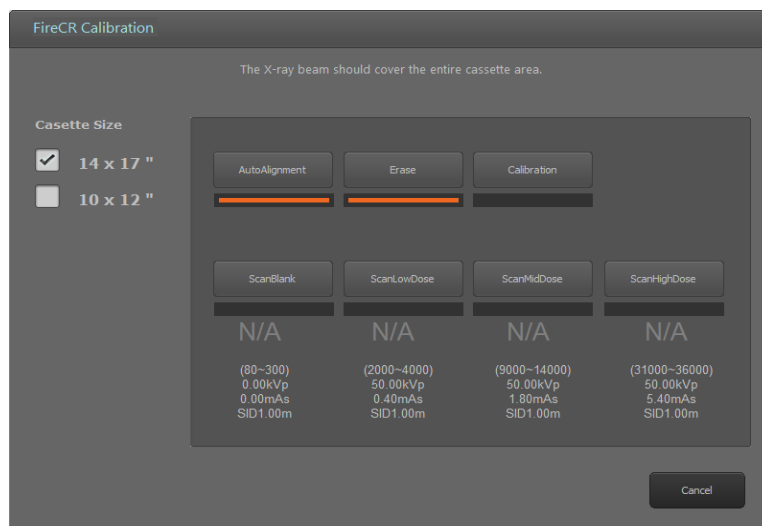 FireCR Calibration
The X-ray beam should cover the entire cassette area.
Casette Size
14 x 17 "
10 x 12 "
AutoAlignment Erase Calibration
ScanBlank ScanLowDose ScanMidDose ScanHighDose
N/A N/A N/A N/A
(80~300) (2000~4000) (9000~14000) (31000~36000)
0.00kVp 50.00kVp 50.00kVp 50.00kVp
0.00mAs 0.40mAs 1.80mAs 5.40mAs
SID1.00m SID1.00m SID1.00m SID1.00m
Cancel